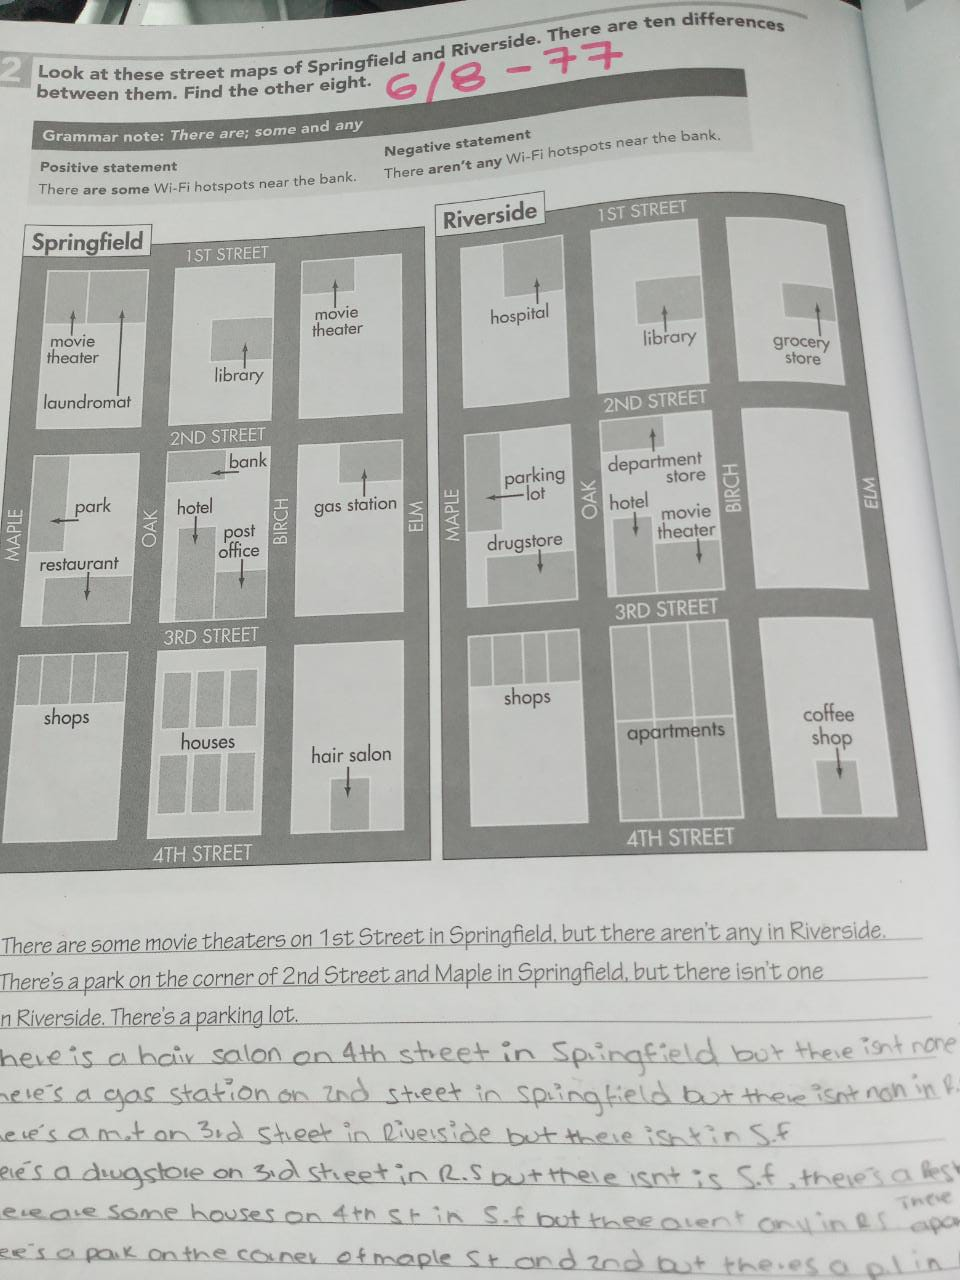 2 Look at these street maps of Springfield and Riverside. There are ten differences
between them. Find the other eight. 6/8 - 77
Grammar note: There are; some and any
Positive statement
There are some Wi-Fi hotspots near the bank.
Negative statement
There aren't any Wi-Fi hotspots near the bank.
Springfield
1ST STREET
movie
theater
laundromat
library
movie
theater
2ND STREET
MAPLE
park
restaurant
OAK
bank
hotel
post
office
BIRCH
gas station
ELM
3RD STREET
shops
houses
hair salon
4TH STREET
Riverside
1ST STREET
hospital
library
grocery
store
2ND STREET
MAPLE
parking
lot
drugstore
OAK
department
store
hotel
movie
theater
BIRCH
ELM
3RD STREET
shops
apartments
coffee
shop
4TH STREET
There are some movie theaters on 1st Street in Springfield, but there aren't any in Riverside.
There's a park on the corner of 2nd Street and Maple in Springfield, but there isn't one
n Riverside. There's a parking lot.
here is a hair salon on 4th street in Springfield but there isnt none
here's a gas station on 2nd street in springfield but there isnt non in R.
ere's a m.t on 3rd street in Riverside but there isnt in S.f
ere's a drugstore on 3rd street in R.S but there isnt is S.f, there's a Rest
ere are some houses on 4th st in S.f but thee arent any in RS There apar
ere's a park on the corner of maple St and 2nd but theres a p.l in